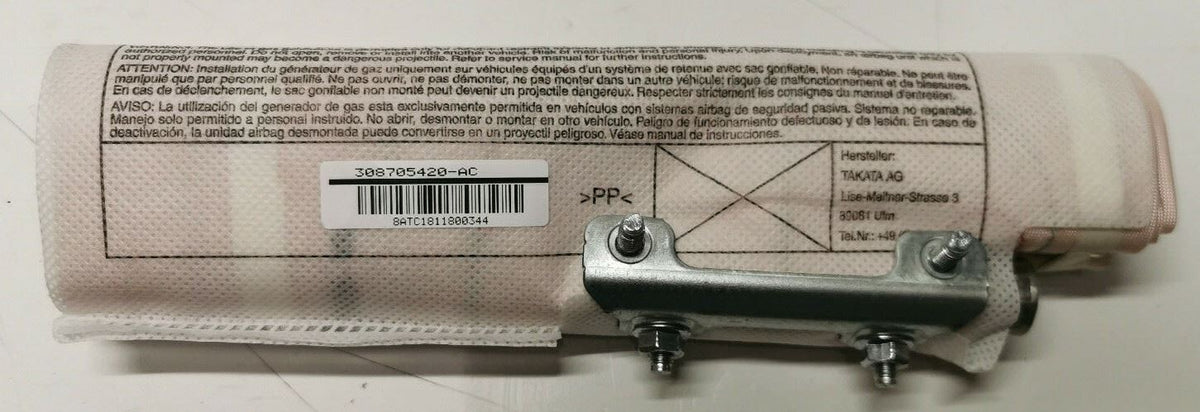 not properly mounted may become a dangerous projectile. Refer to service manual for further instructions.
ATTENTION: Installation du générateur de gaz uniquement sur véhicules équipés d'un système de retenue avec sac gonflable. Non réparable. Ne peut être
manipulé que par personnel qualifié. Ne pas ouvrir, ne pas démonter, ne pas monter dans un autre véhicule: risque de malfonctionnement et de blessures.
En cas de déclenchement, le sac gonflable non monté peut devenir un projectile dangereux. Respecter strictement les consignes du manuel d'entretien.
AVISO: La utilización del generador de gas esta exclusivamente permitida en vehículos con sistemas airbag de seguridad pasiva. Sistema no reparable.
Manejo solo permitido a personal instruido. No abrir, desmontar o montar en otro vehículo. Peligro de funcionamiento defectuoso y de lesión. En caso de
deactivación, la unidad airbag desmontada puede convertirse en un proyectil peligroso. Véase manual de instrucciones.
308705420-AC
8ATC1811800344
>PP<
Hersteller:
TAKATA AG
Lise-Meitner-Strasse 3
89081 Ulm
Tel.Nr.: +49